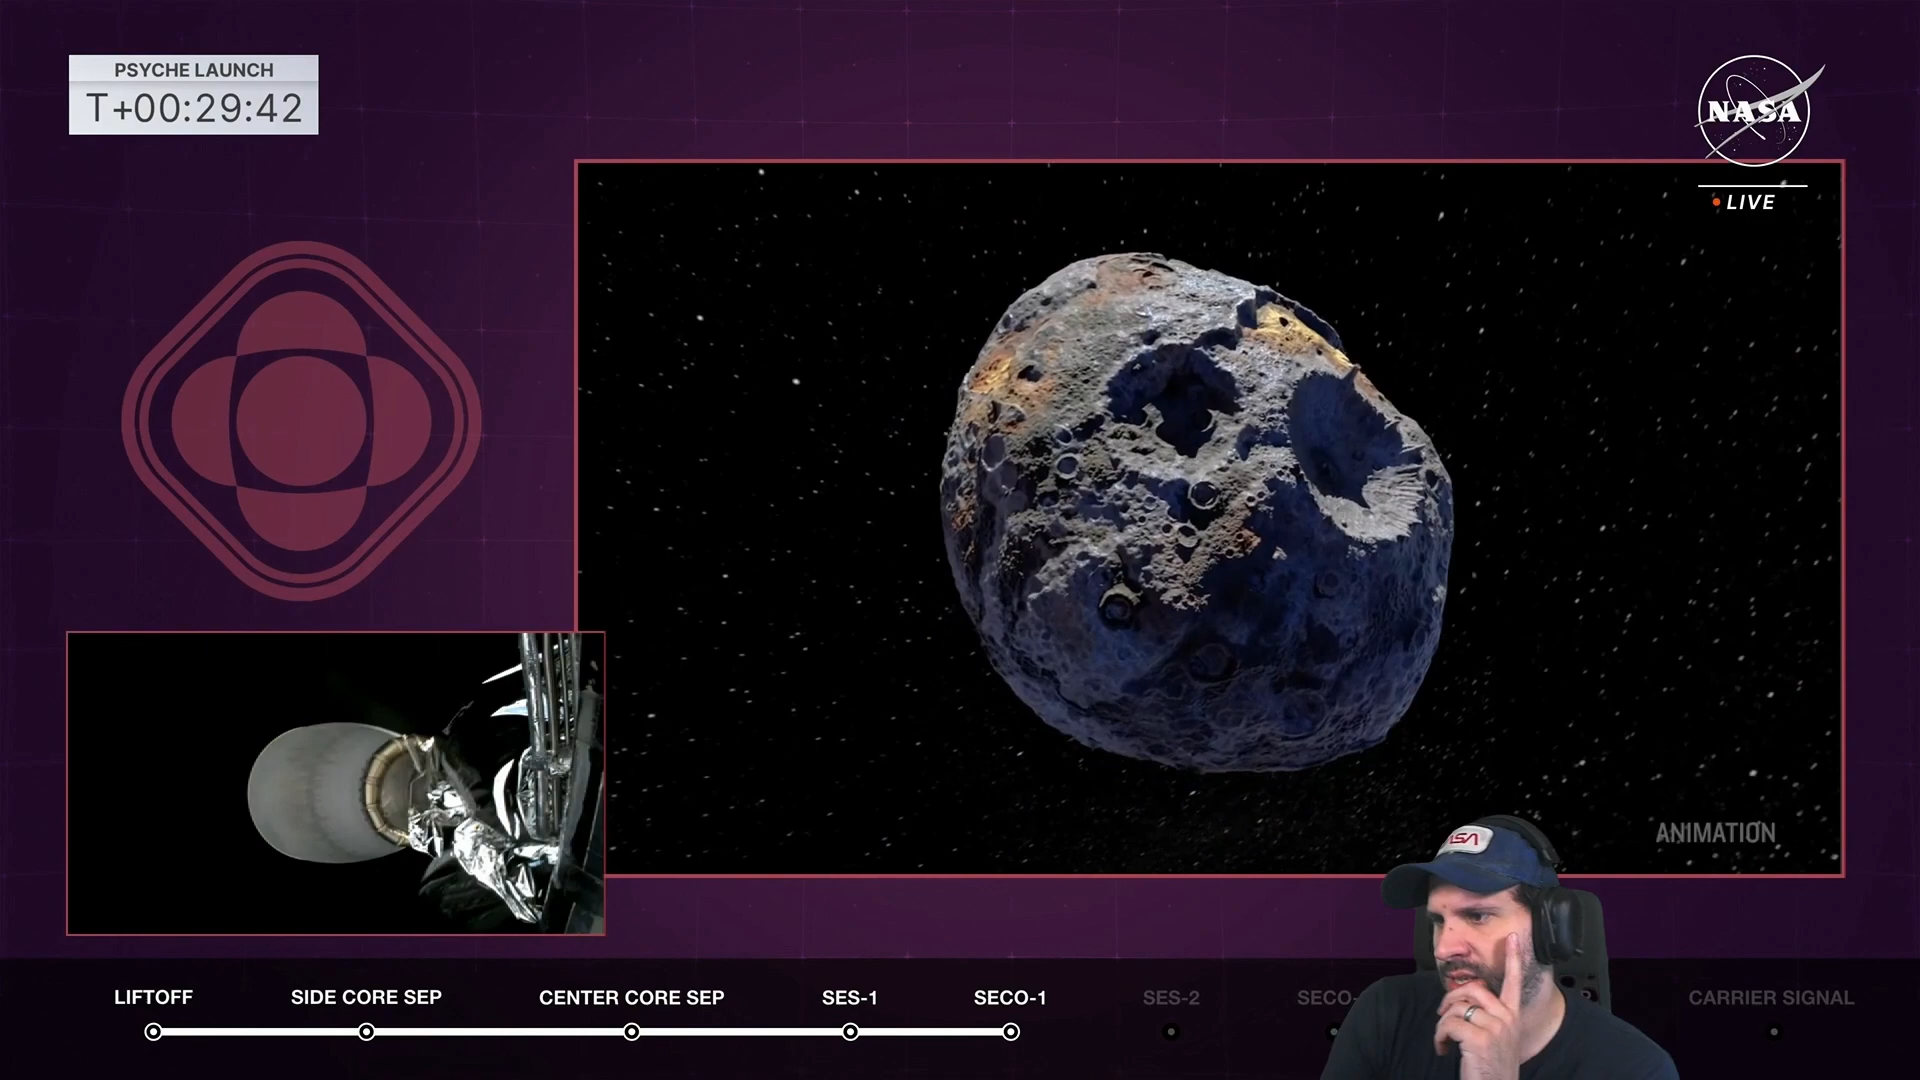 PSYCHE LAUNCH
T+00:29:42
NASA
LIVE
ANIMATION
LIFTOFF
SIDE CORE SEP
CENTER CORE SEP
SES-1
SECO-1
SES-2
SECO-
CARRIER SIGNAL